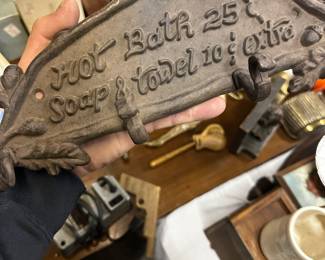 Hot Bath 25¢
Soap & towel 10¢ Extra